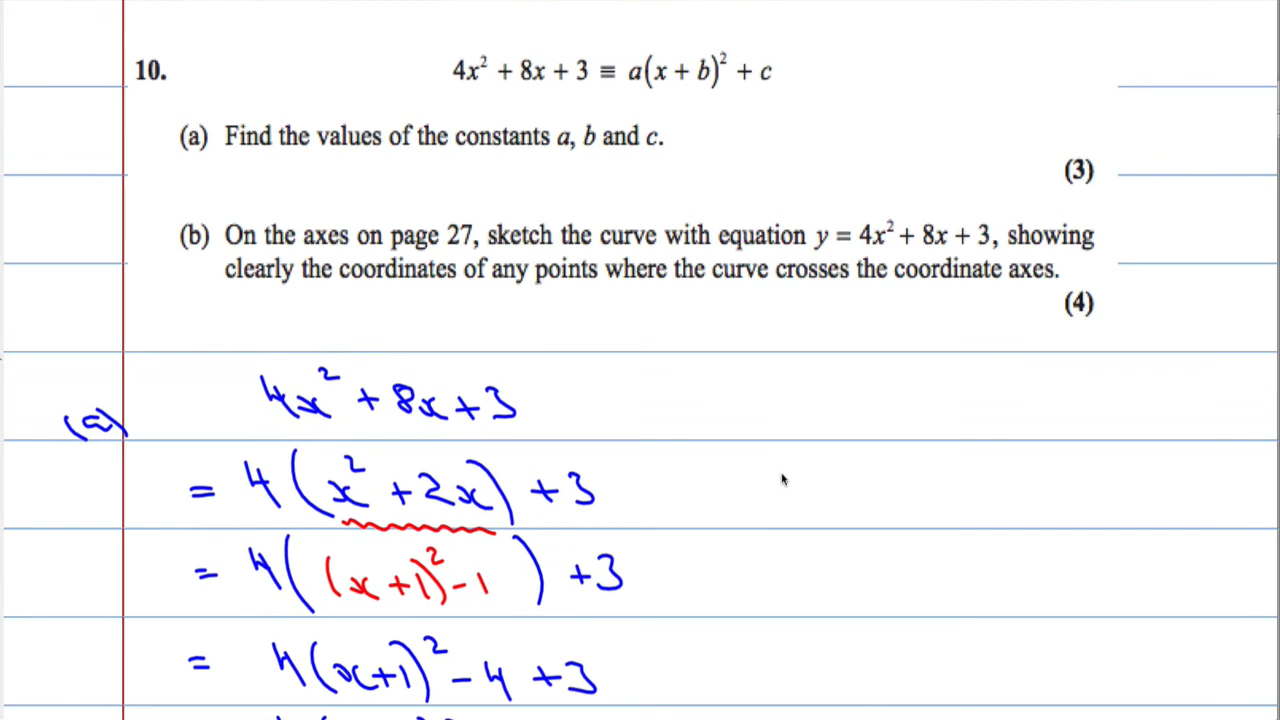 10. 4x² + 8x + 3 ≡ a(x + b)² + c
(a) Find the values of the constants a, b and c.
(3)
(b) On the axes on page 27, sketch the curve with equation y = 4x² + 8x + 3, showing
clearly the coordinates of any points where the curve crosses the coordinate axes.
(4)
(a) 4x² + 8x + 3
= 4(x² + 2x) + 3
= 4((x+1)² - 1) + 3
= 4(x+1)² - 4 + 3